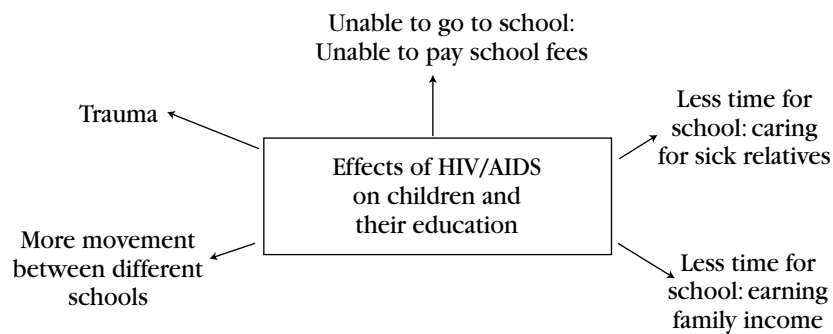 Unable to go to school:
Unable to pay school fees
Trauma
Less time for
school: caring
for sick relatives
Effects of HIV/AIDS
on children and
their education
More movement
between different
schools
Less time for
school: earning
family income